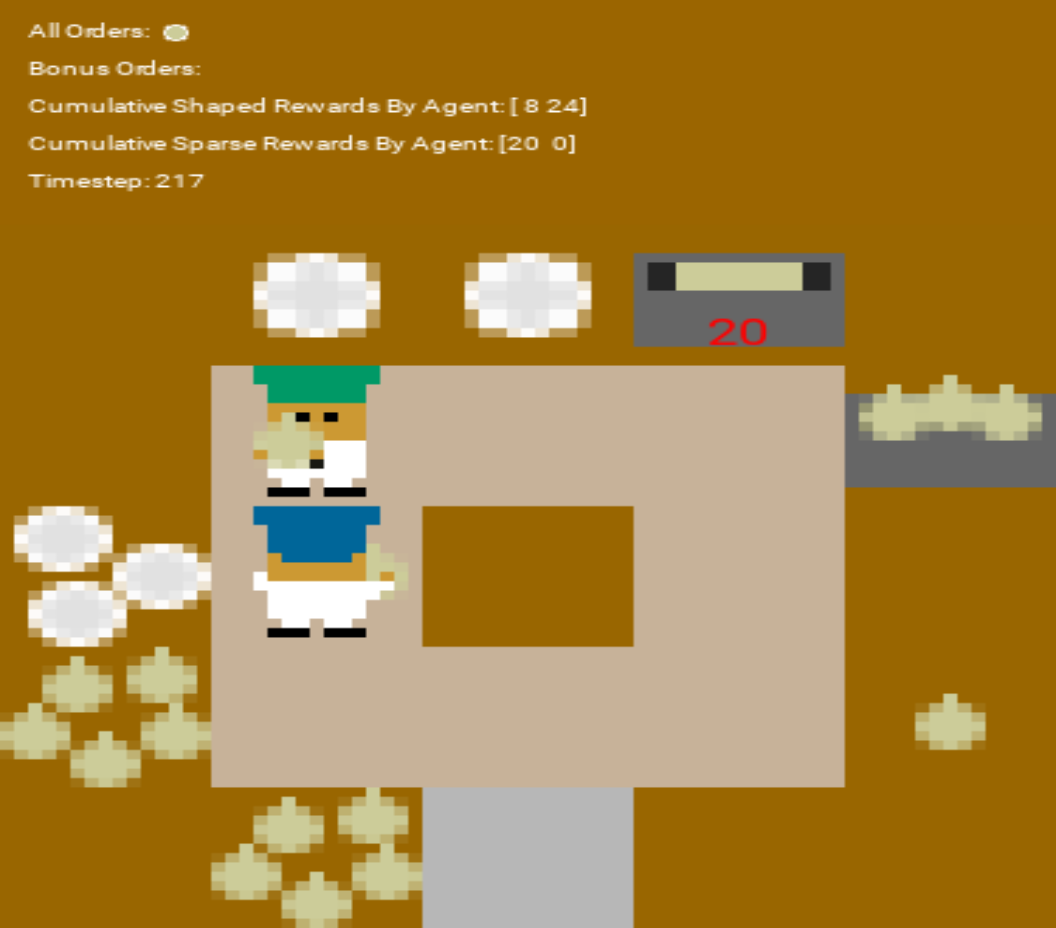 All Orders:
Bonus Orders:
Cumulative Shaped Rewards By Agent: [ 8 24]
Cumulative Sparse Rewards By Agent: [20  0]
Timestep: 217
20